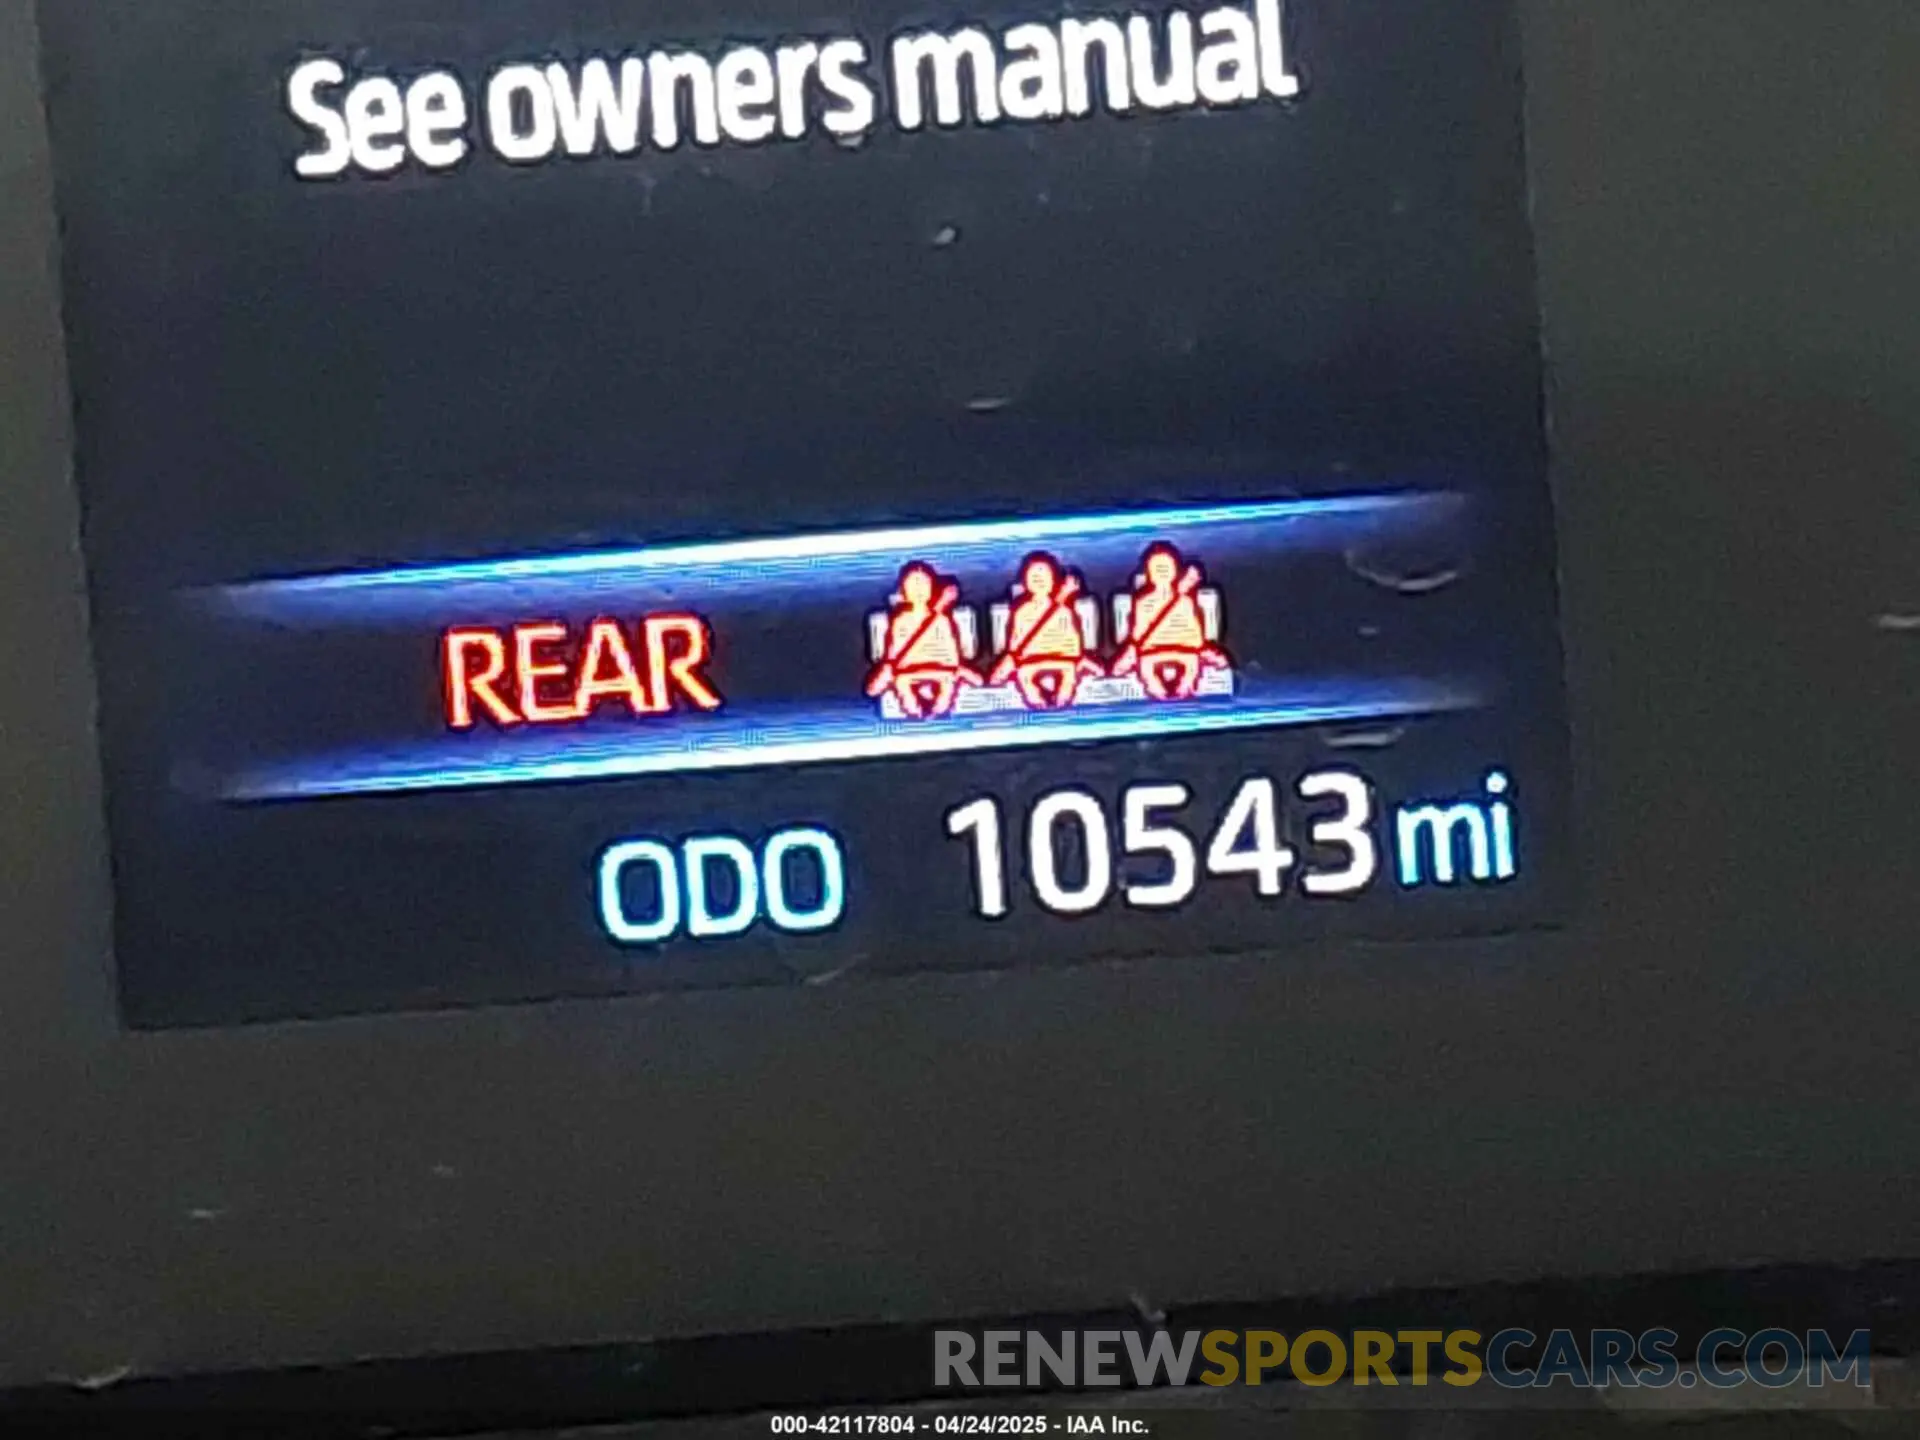 See owners manual
REAR
ODO 10543 mi
RENEWSPORTSCARS.COM
000-42117804 - 04/24/2025 - IAA Inc.